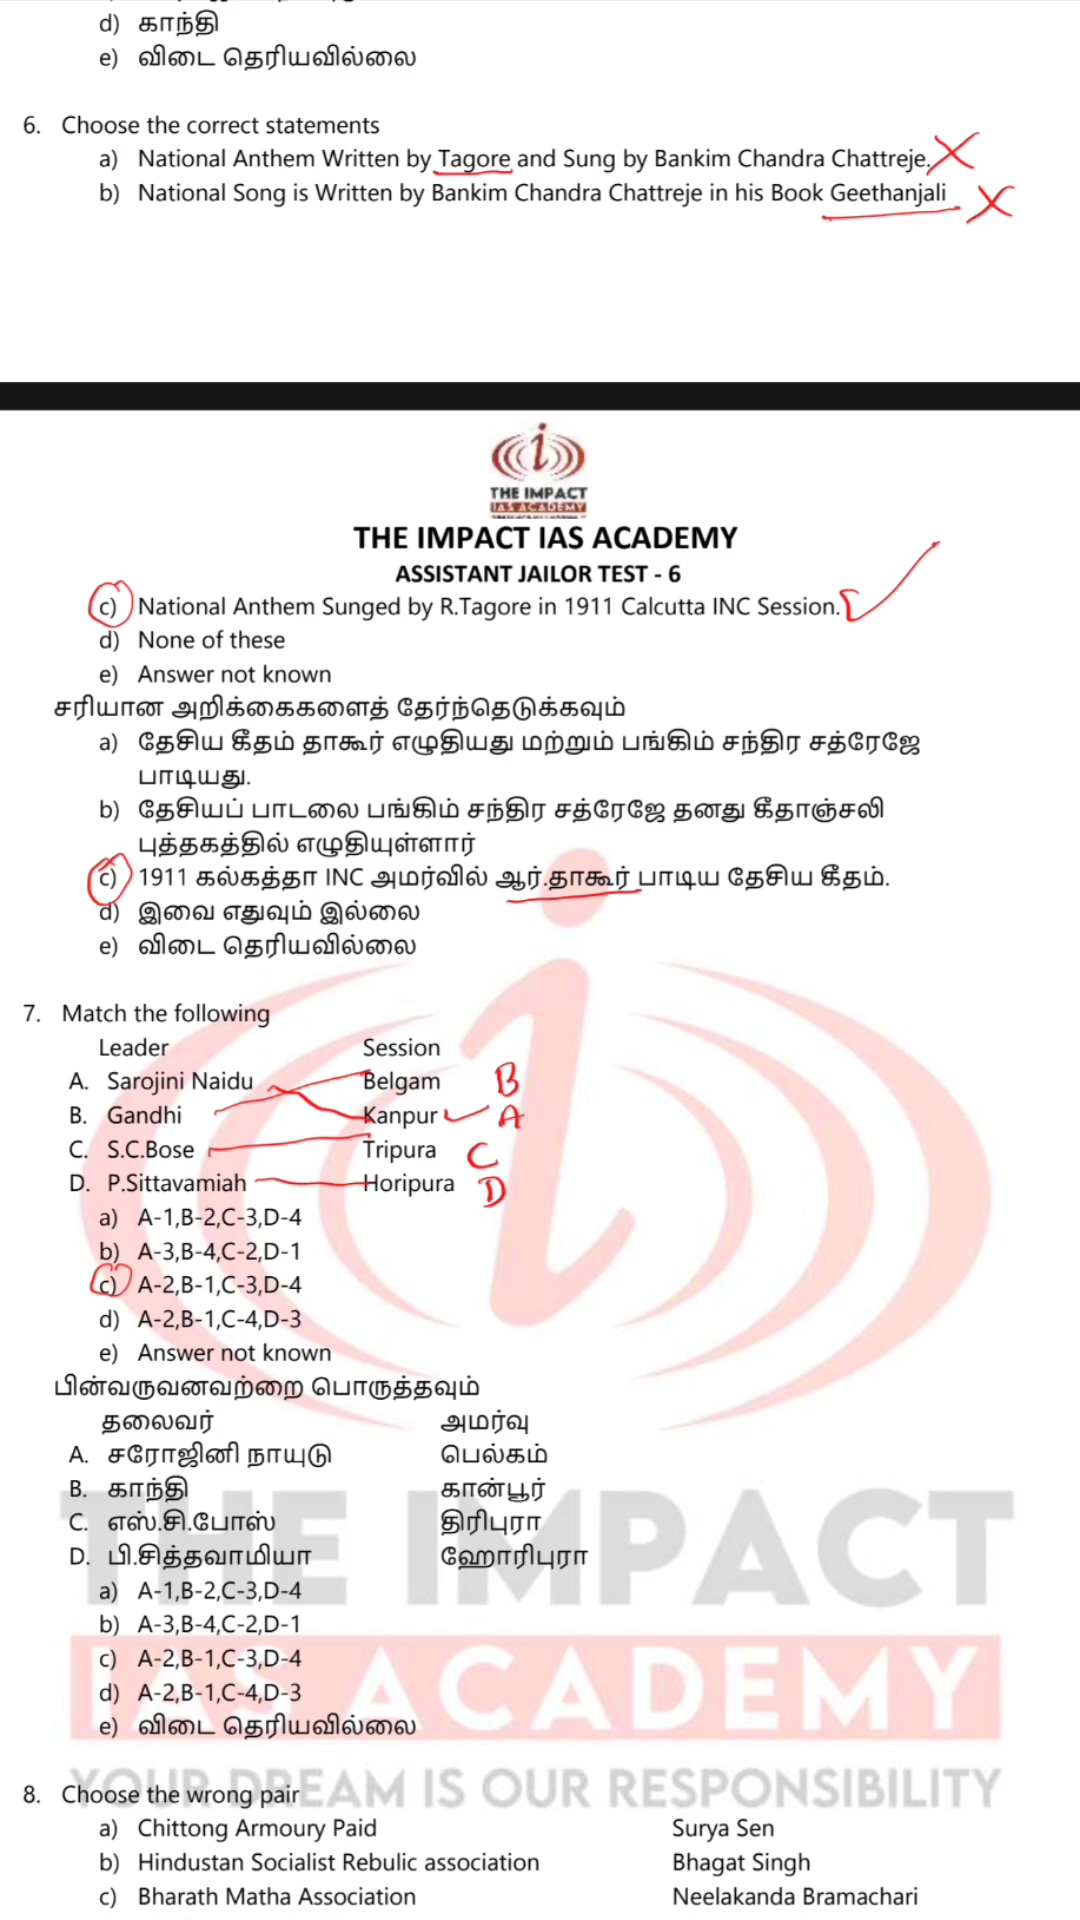 d) காந்தி
e) விடை தெரியவில்லை
6. Choose the correct statements
a) National Anthem Written by Tagore and Sung by Bankim Chandra Chattreje.
b) National Song is Written by Bankim Chandra Chattreje in his Book Geethanjali
THE IMPACT
IAS ACADEMY
THE IMPACT IAS ACADEMY
ASSISTANT JAILOR TEST - 6
c) National Anthem Sunged by R.Tagore in 1911 Calcutta INC Session.
d) None of these
e) Answer not known
சரியான அறிக்கைகளைத் தேர்ந்தெடுக்கவும்
a) தேசிய கீதம் தாகூர் எழுதியது மற்றும் பங்கிம் சந்திர சத்ரேஜே
பாடியது.
b) தேசியப் பாடலை பங்கிம் சந்திர சத்ரேஜே தனது கீதாஞ்சலி
புத்தகத்தில் எழுதியுள்ளார்
c) 1911 கல்கத்தா INC அமர்வில் ஆர்.தாகூர் பாடிய தேசிய கீதம்.
d) இவை எதுவும் இல்லை
e) விடை தெரியவில்லை
7. Match the following
Leader Session
A. Sarojini Naidu Belgam B
B. Gandhi Kanpur A
C. S.C.Bose Tripura C
D. P.Sittavamiah Horipura D
a) A-1,B-2,C-3,D-4
b) A-3,B-4,C-2,D-1
c) A-2,B-1,C-3,D-4
d) A-2,B-1,C-4,D-3
e) Answer not known
பின்வருவனவற்றை பொருத்தவும்
தலைவர் அமர்வு
A. சரோஜினி நாயுடு பெல்கம்
B. காந்தி கான்பூர்
C. எஸ்.சி.போஸ் திரிபுரா
D. பி.சித்தவாமியா ஹோரிபுரா
a) A-1,B-2,C-3,D-4
b) A-3,B-4,C-2,D-1
c) A-2,B-1,C-3,D-4
d) A-2,B-1,C-4,D-3
e) விடை தெரியவில்லை
THE IMPACT
IAS ACADEMY
YOUR DREAM IS OUR RESPONSIBILITY
8. Choose the wrong pair
a) Chittong Armoury Paid Surya Sen
b) Hindustan Socialist Rebulic association Bhagat Singh
c) Bharath Matha Association Neelakanda Bramachari